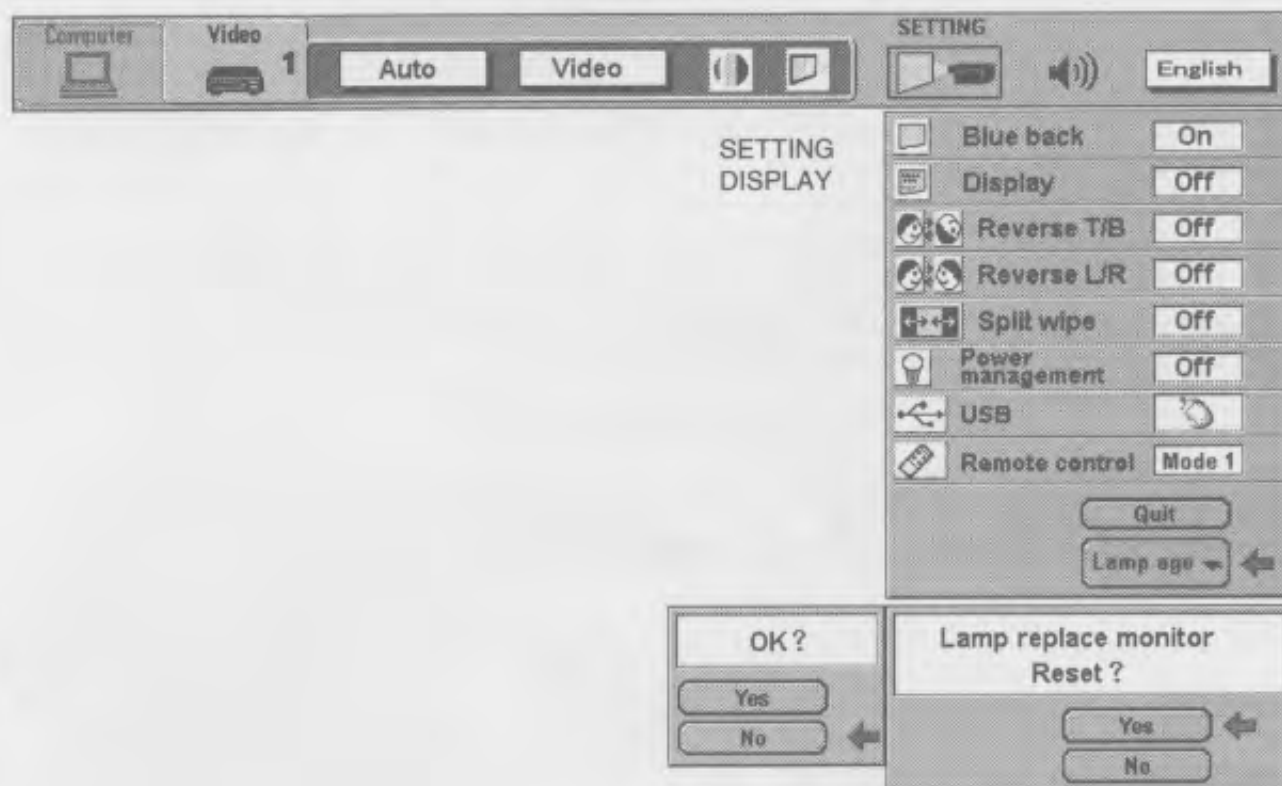 Computer
Video
1
Auto
Video
SETTING
English
SETTING
DISPLAY
Blue back On
Display Off
Reverse T/B Off
Reverse L/R Off
Split wipe Off
Power
management Off
USB
Remote control Mode 1
Quit
Lamp age
OK?
Yes
No
Lamp replace monitor
Reset ?
Yes
No